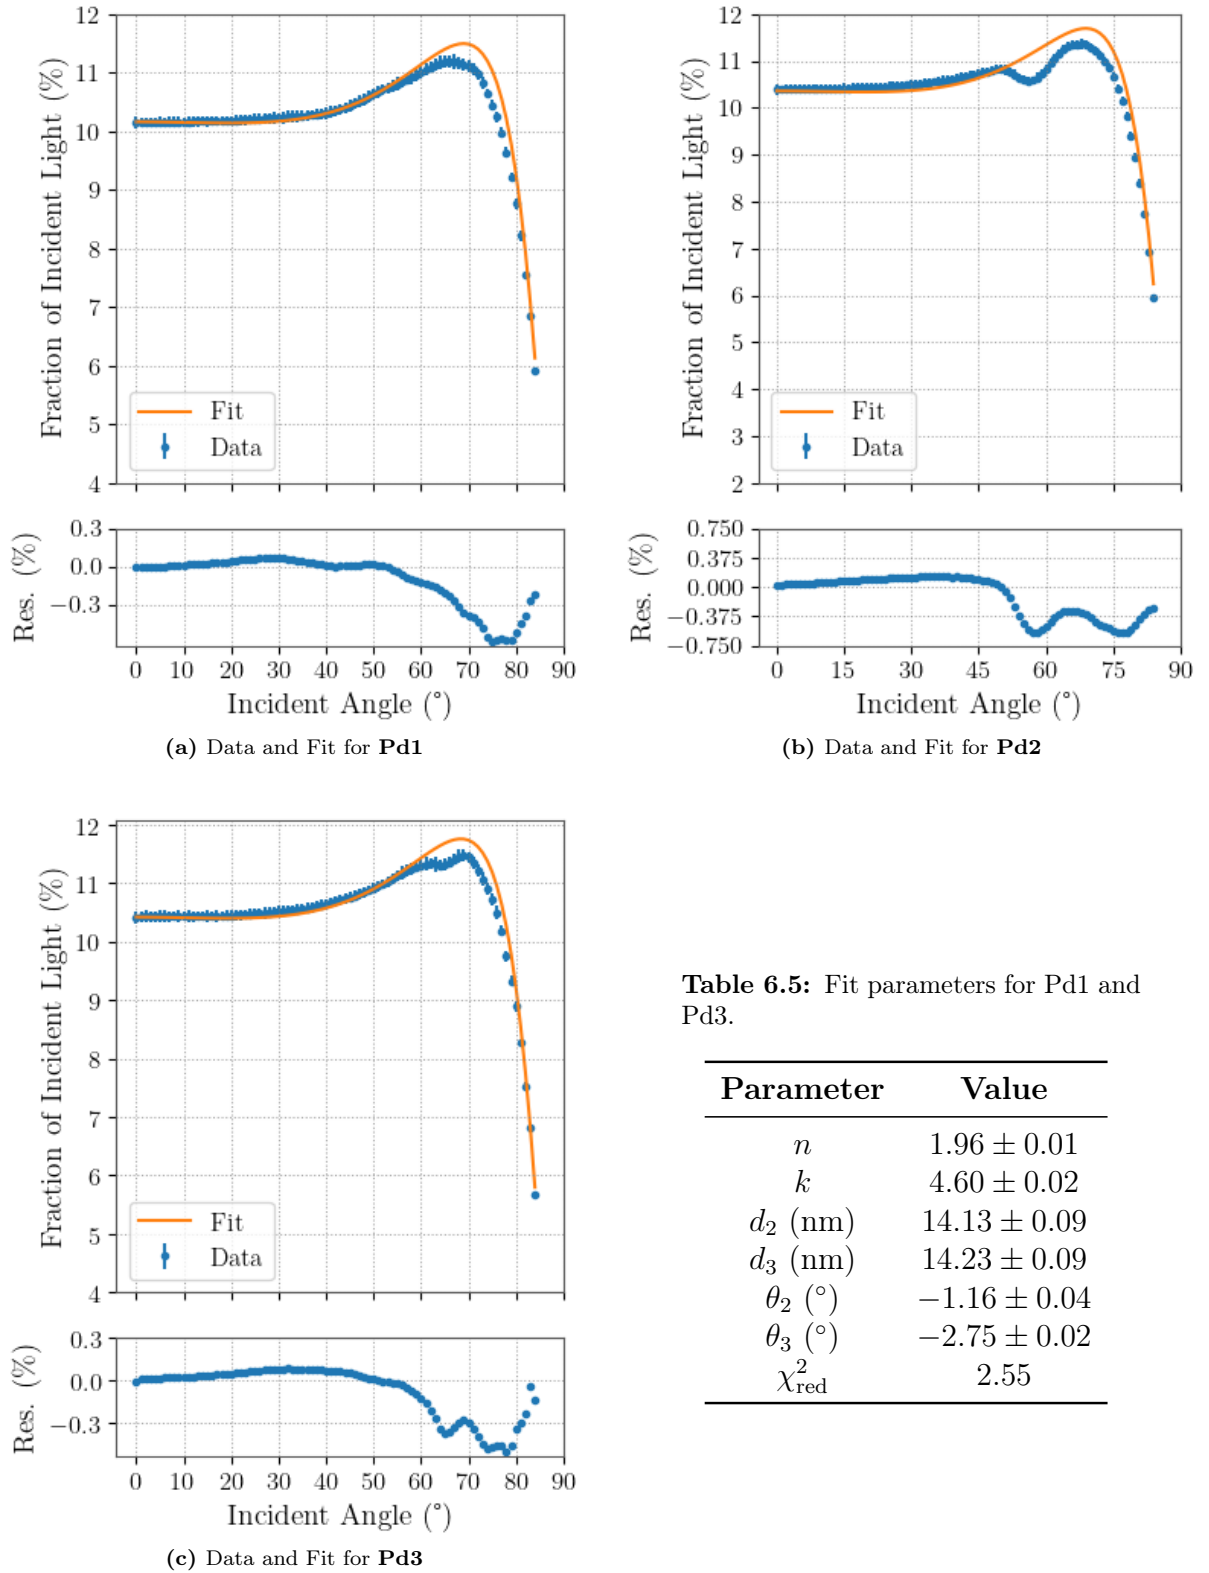 12
11
10
9
8
7
6
5
4
Fraction of Incident Light (%)
Fit
Data
0.3
0.0
−0.3
Res. (%)
0 10 20 30 40 50 60 70 80 90
Incident Angle (°)
(a) Data and Fit for Pd1
12
11
10
9
8
7
6
5
4
3
2
Fraction of Incident Light (%)
Fit
Data
0.750
0.375
0.000
−0.375
−0.750
Res. (%)
0 15 30 45 60 75 90
Incident Angle (°)
(b) Data and Fit for Pd2
12
11
10
9
8
7
6
5
4
Fraction of Incident Light (%)
Fit
Data
0.3
0.0
−0.3
Res. (%)
0 10 20 30 40 50 60 70 80 90
Incident Angle (°)
(c) Data and Fit for Pd3
Table 6.5: Fit parameters for Pd1 and
Pd3.
Parameter Value
n 1.96 ± 0.01
k 4.60 ± 0.02
d₂ (nm) 14.13 ± 0.09
d₃ (nm) 14.23 ± 0.09
θ₂ (°) −1.16 ± 0.04
θ₃ (°) −2.75 ± 0.02
χ²red 2.55